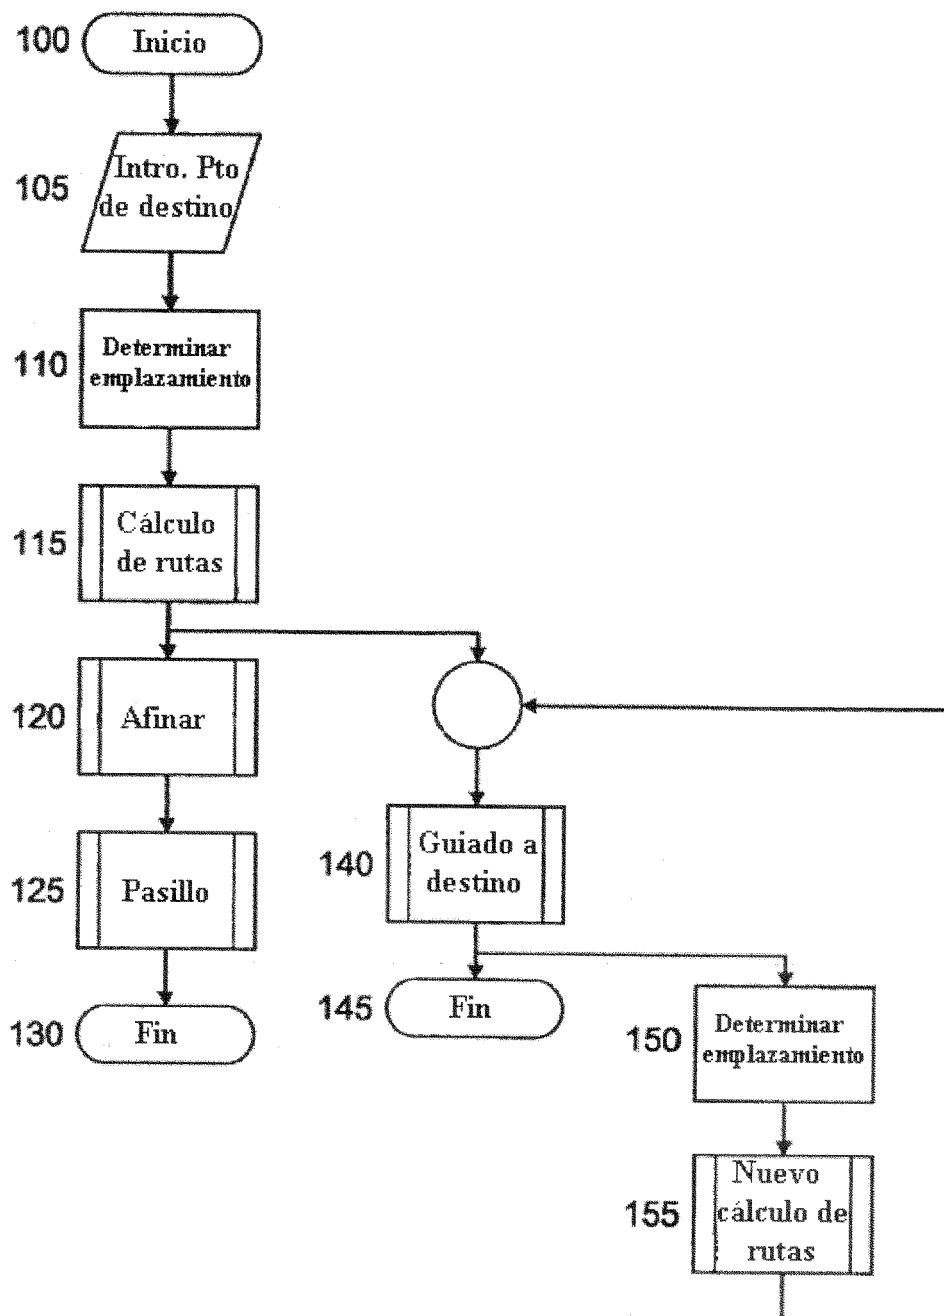 100
Inicio
105
Intro. Pto
de destino
110
Determinar
emplazamiento
115
Cálculo
de rutas
120
Afinar
125
Pasillo
130
Fin
140
Guiado a
destino
145
Fin
150
Determinar
emplazamiento
155
Nuevo
cálculo de
rutas